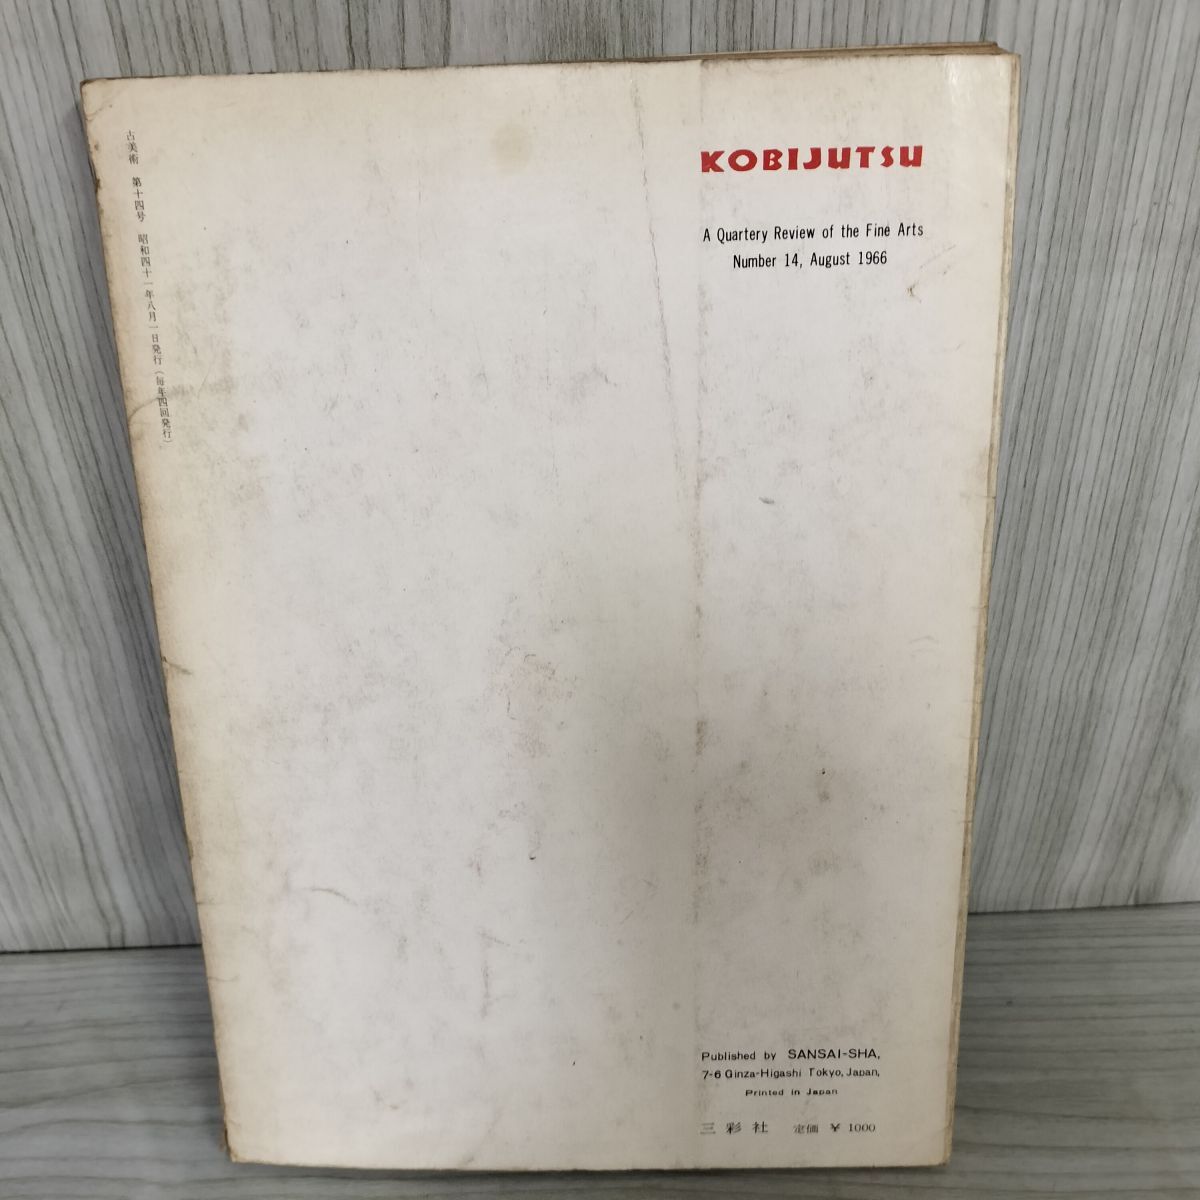 古美術 第十四号 昭和四十一年八月一日発行（毎年四回発行）
KOBIJUTSU
A Quartery Review of the Fine Arts
Number 14, August 1966
Published by SANSAI-SHA,
7-6 Ginza-Higashi Tokyo, Japan,
Printed in Japan
三彩社 定価 ¥ 1000